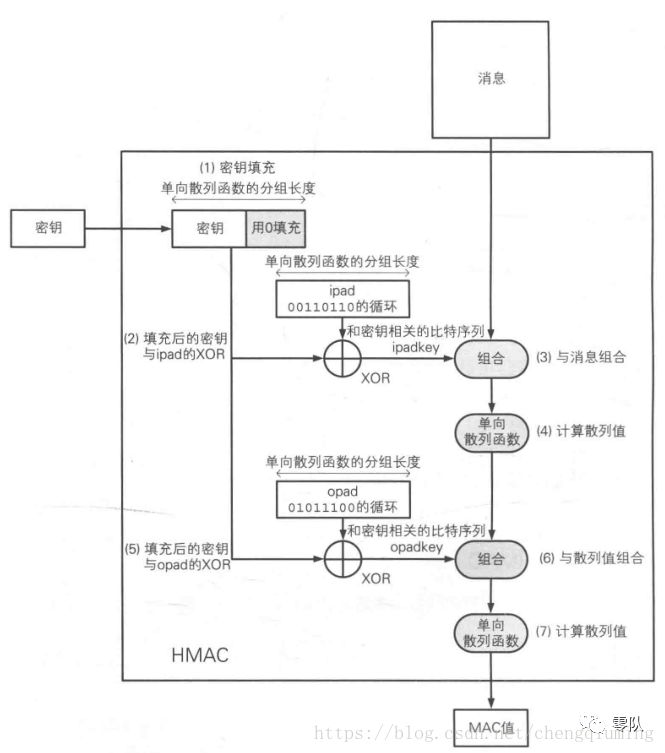 消息
(1) 密钥填充
单向散列函数的分组长度
密钥
密钥
用0填充
单向散列函数的分组长度
ipad
00110110的循环
(2) 填充后的密钥
与ipad的XOR
和密钥相关的比特序列
ipadkey
XOR
组合
(3) 与消息组合
单向
散列函数
(4) 计算散列值
单向散列函数的分组长度
opad
01011100的循环
(5) 填充后的密钥
与opad的XOR
和密钥相关的比特序列
opadkey
XOR
组合
(6) 与散列值组合
单向
散列函数
(7) 计算散列值
HMAC
MAC值
零队
https://blog.csdn.net/chengqiuming